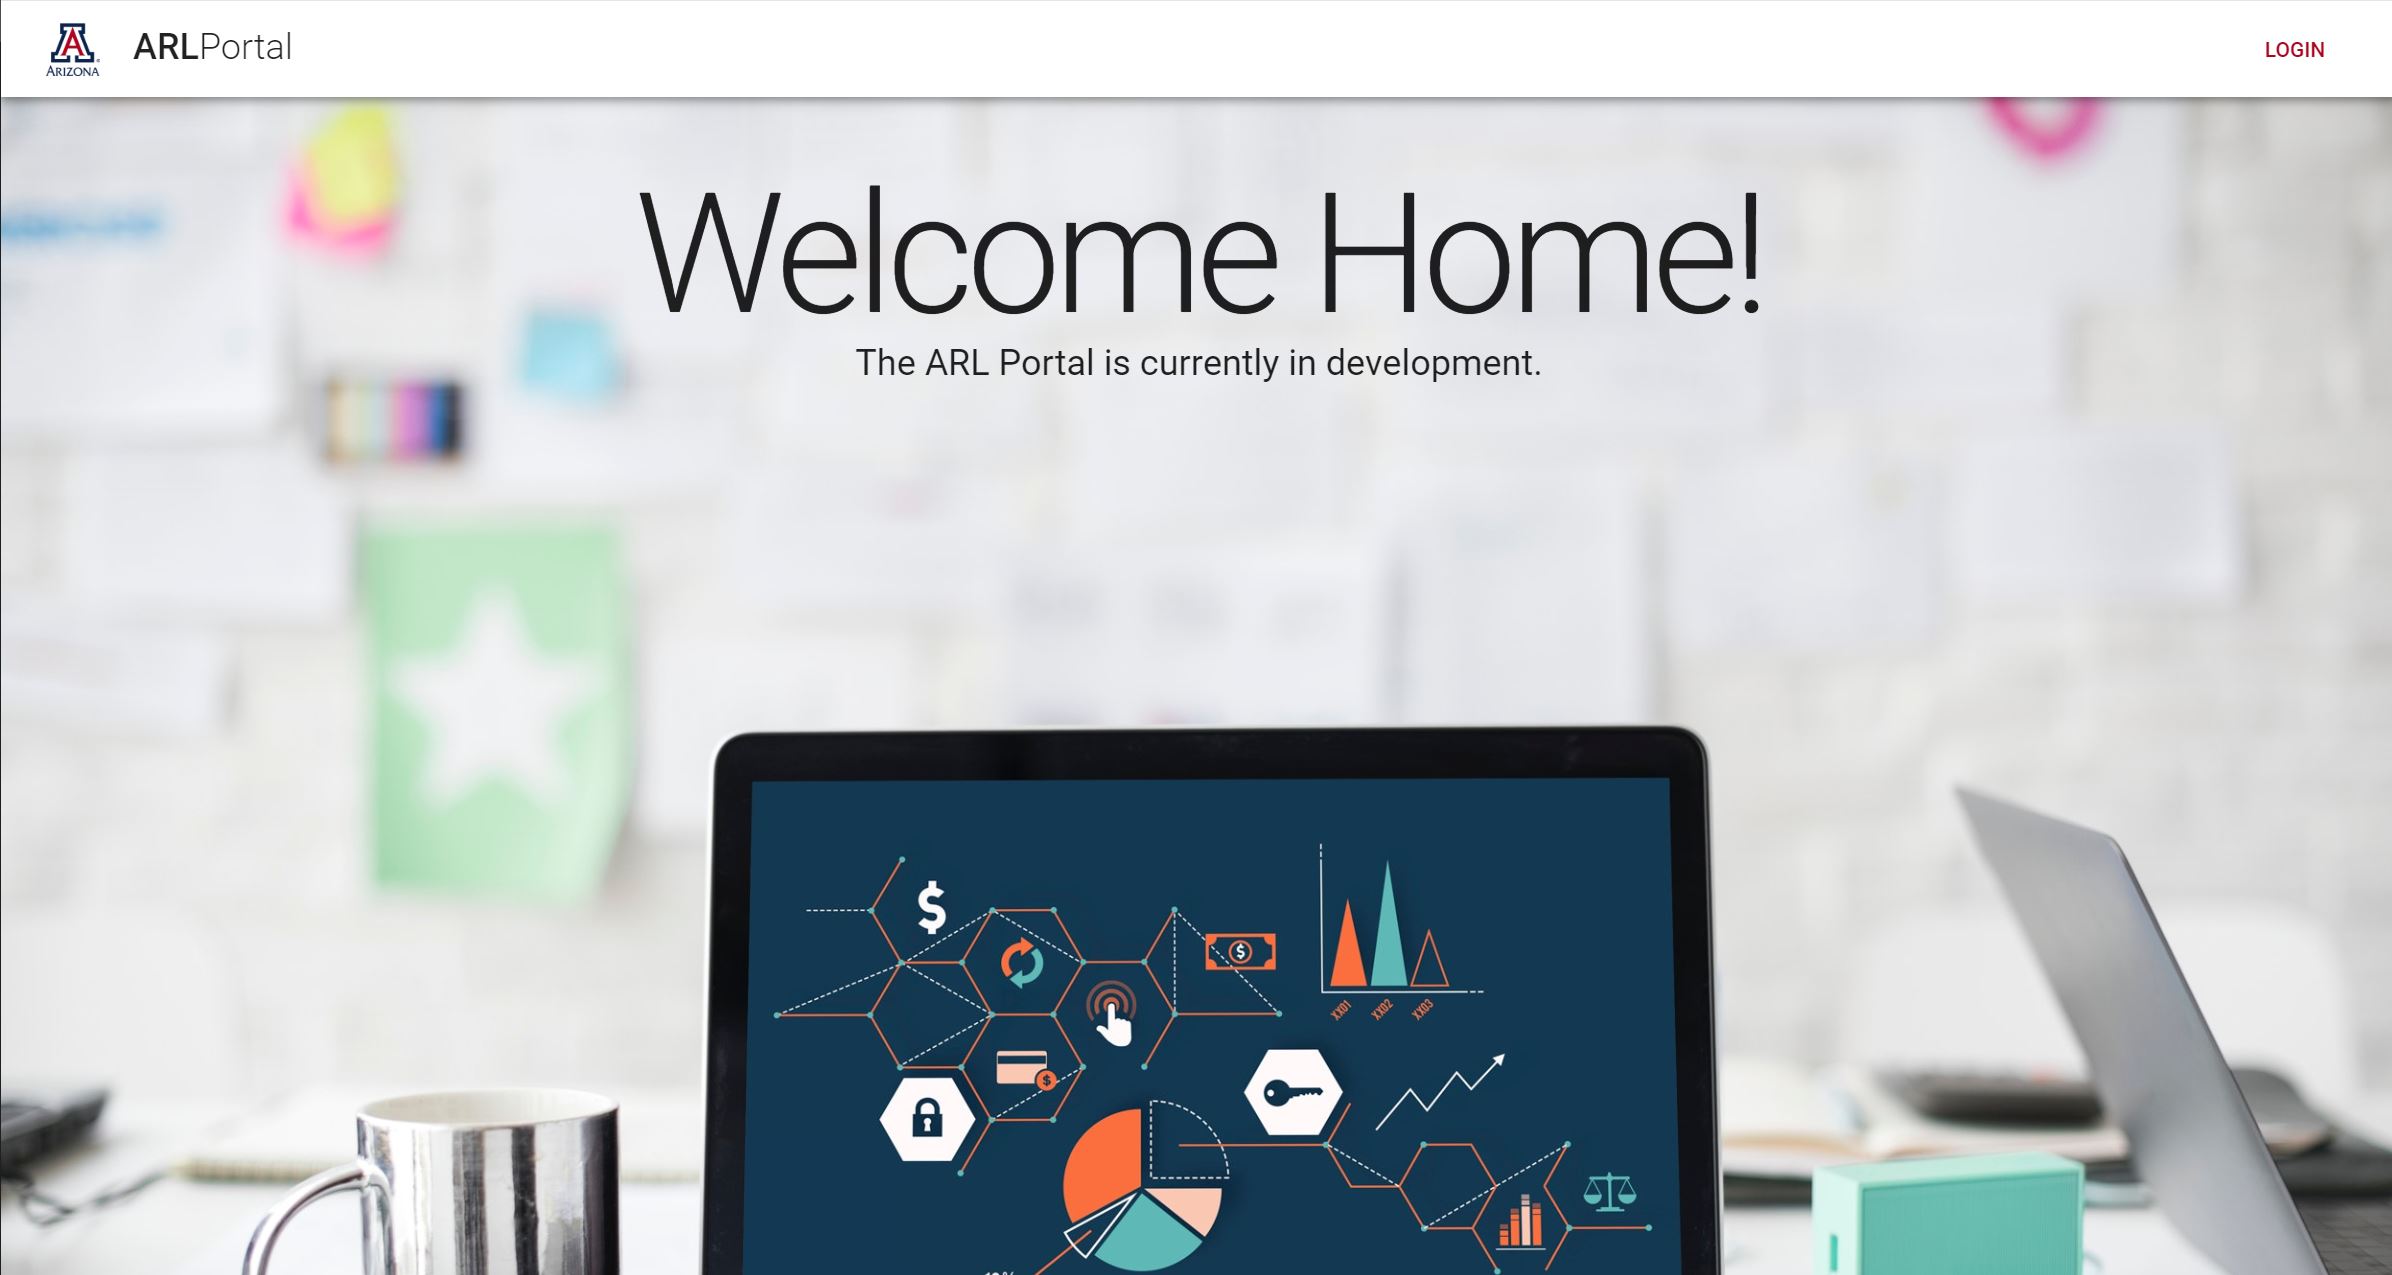 ARIZONA
ARLPortal
LOGIN
Welcome Home!
The ARL Portal is currently in development.
$
$
XX01
XX02
XX03
$